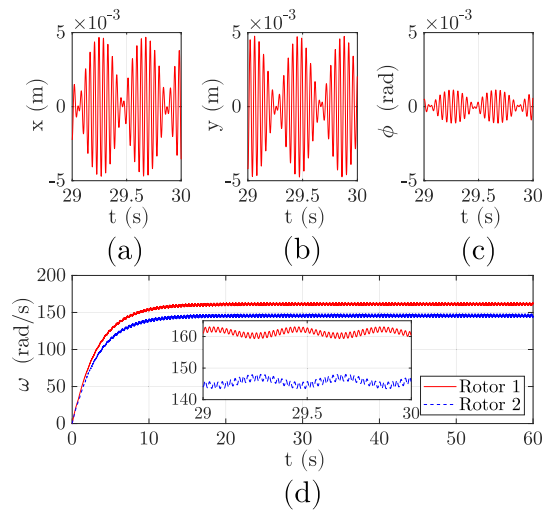 ×10⁻³ ×10⁻³ ×10⁻³
5 5 5
x (m) 0 y (m) 0 ϕ (rad) 0
-5 -5 -5
29 29.5 30 29 29.5 30 29 29.5 30
t (s) t (s) t (s)
(a) (b) (c)
200
150
100
50
0
ω (rad/s)
160
150
140
29 29.5 30
Rotor 1
Rotor 2
0 10 20 30 40 50 60
t (s)
(d)